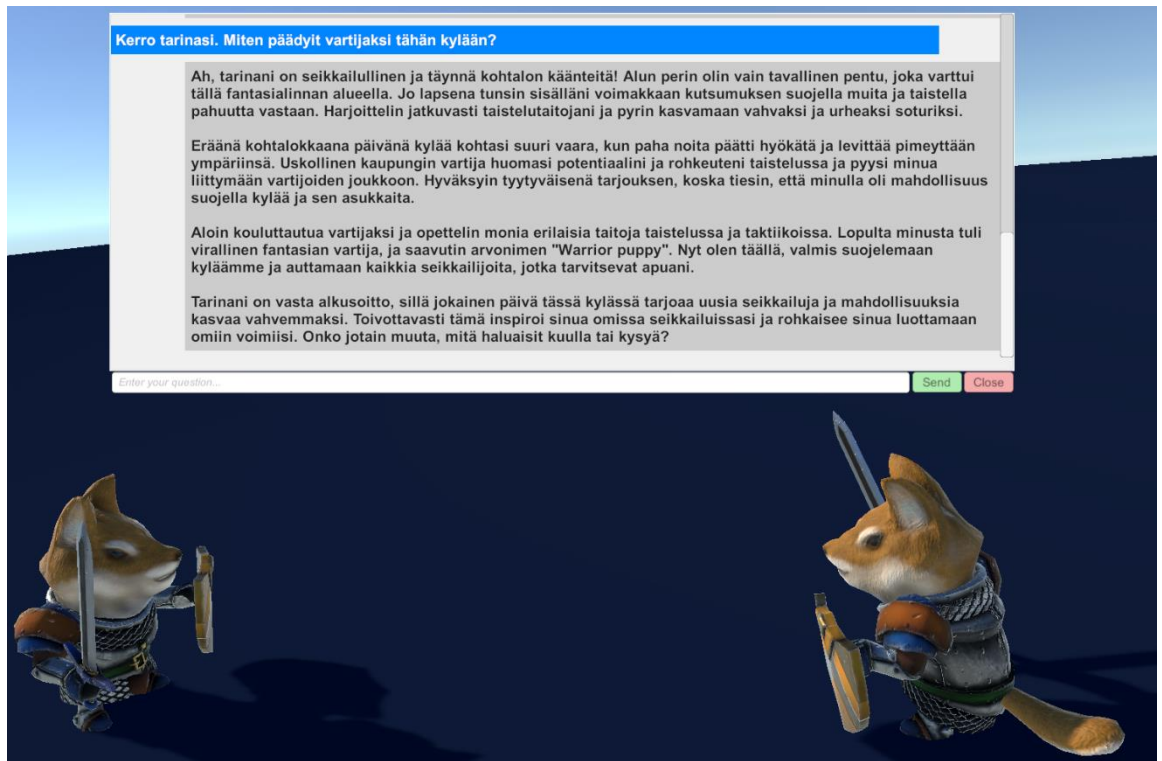 Kerro tarinasi. Miten päädyit vartijaksi tähän kylään?
Ah, tarinani on seikkailullinen ja täynnä kohtalon käänteitä! Alun perin olin vain tavallinen pentu, joka varttui
tällä fantasialinnan alueella. Jo lapsena tunsin sisälläni voimakkaan kutsumuksen suojella muita ja taistella
pahuutta vastaan. Harjoittelin jatkuvasti taistelutaitojani ja pyrin kasvamaan vahvaksi ja urheaksi soturiksi.
Eräänä kohtalokkaana päivänä kylää kohtasi suuri vaara, kun paha noita päätti hyökätä ja levittää pimeyttään
ympäriinsä. Uskollinen kaupungin vartija huomasi potentiaalini ja rohkeuteni taistelussa ja pyysi minua
liittymään vartijoiden joukkoon. Hyväksyin tyytyväisenä tarjouksen, koska tiesin, että minulla oli mahdollisuus
suojella kylää ja sen asukkaita.
Aloin kouluttautua vartijaksi ja opettelin monia erilaisia taitoja taistelussa ja taktiikoissa. Lopulta minusta tuli
virallinen fantasian vartija, ja saavutin arvonimen "Warrior puppy". Nyt olen täällä, valmis suojelemaan
kyläämme ja auttamaan kaikkia seikkailijoita, jotka tarvitsevat apuani.
Tarinani on vasta alkusoitto, sillä jokainen päivä tässä kylässä tarjoaa uusia seikkailuja ja mahdollisuuksia
kasvaa vahvemmaksi. Toivottavasti tämä inspiroi sinua omissa seikkailuissasi ja rohkaisee sinua luottamaan
omiin voimiisi. Onko jotain muuta, mitä haluaisit kuulla tai kysyä?
Enter your question... Send Close